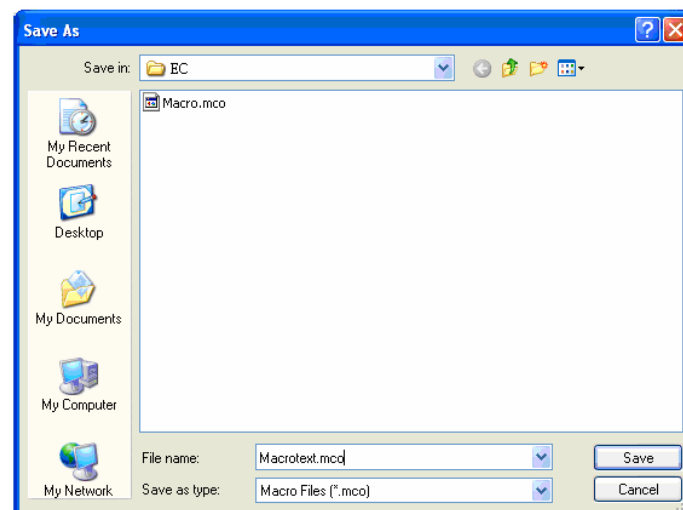 Save As
Save in:
EC
Macro.mco
My Recent
Documents
Desktop
My Documents
My Computer
My Network
File name:
Macrotext.mco
Save
Save as type:
Macro Files (*.mco)
Cancel